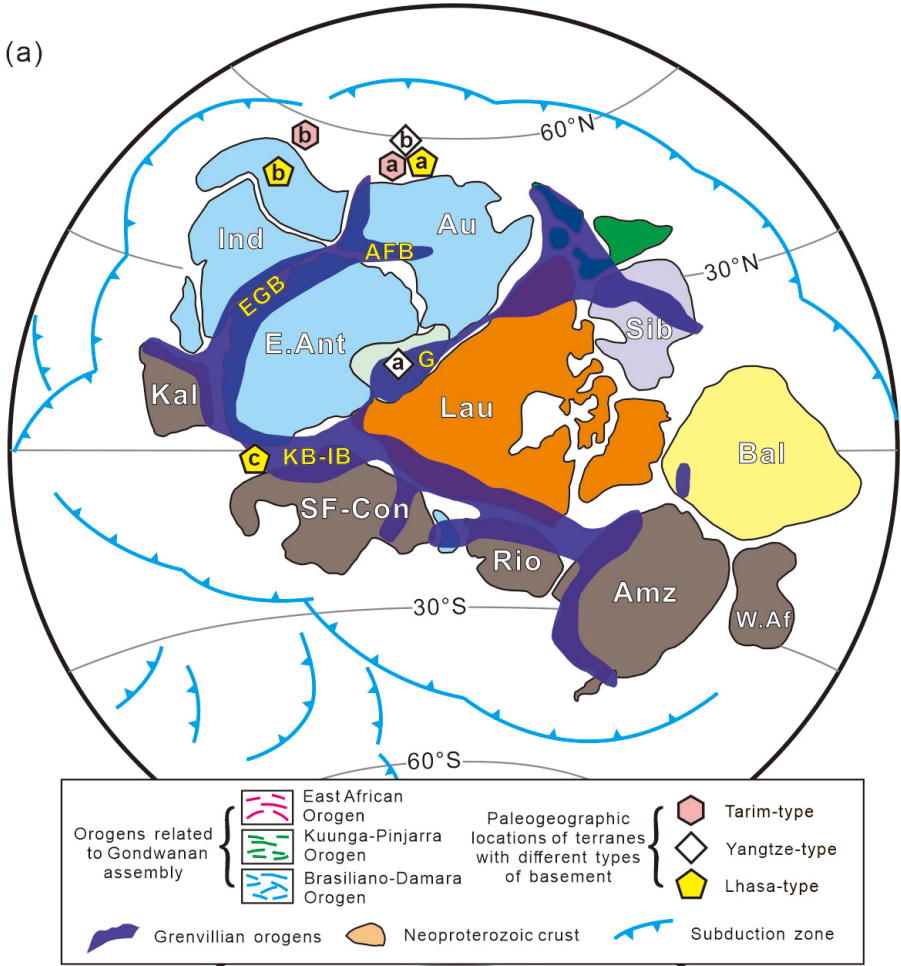 (a)
60°N
b
b
a
a
b
Ind
Au
AFB
30°N
EGB
Sib
E.Ant
a
G
Kal
Lau
Bal
c
KB-IB
SF-Con
Rio
Amz
W.Af
30°S
60°S
Orogens related
to Gondwanan
assembly
East African
Orogen
Kuunga-Pinjarra
Orogen
Brasiliano-Damara
Orogen
Paleogeographic
locations of terranes
with different types
of basement
Tarim-type
Yangtze-type
Lhasa-type
Grenvillian orogens
Neoproterozoic crust
Subduction zone